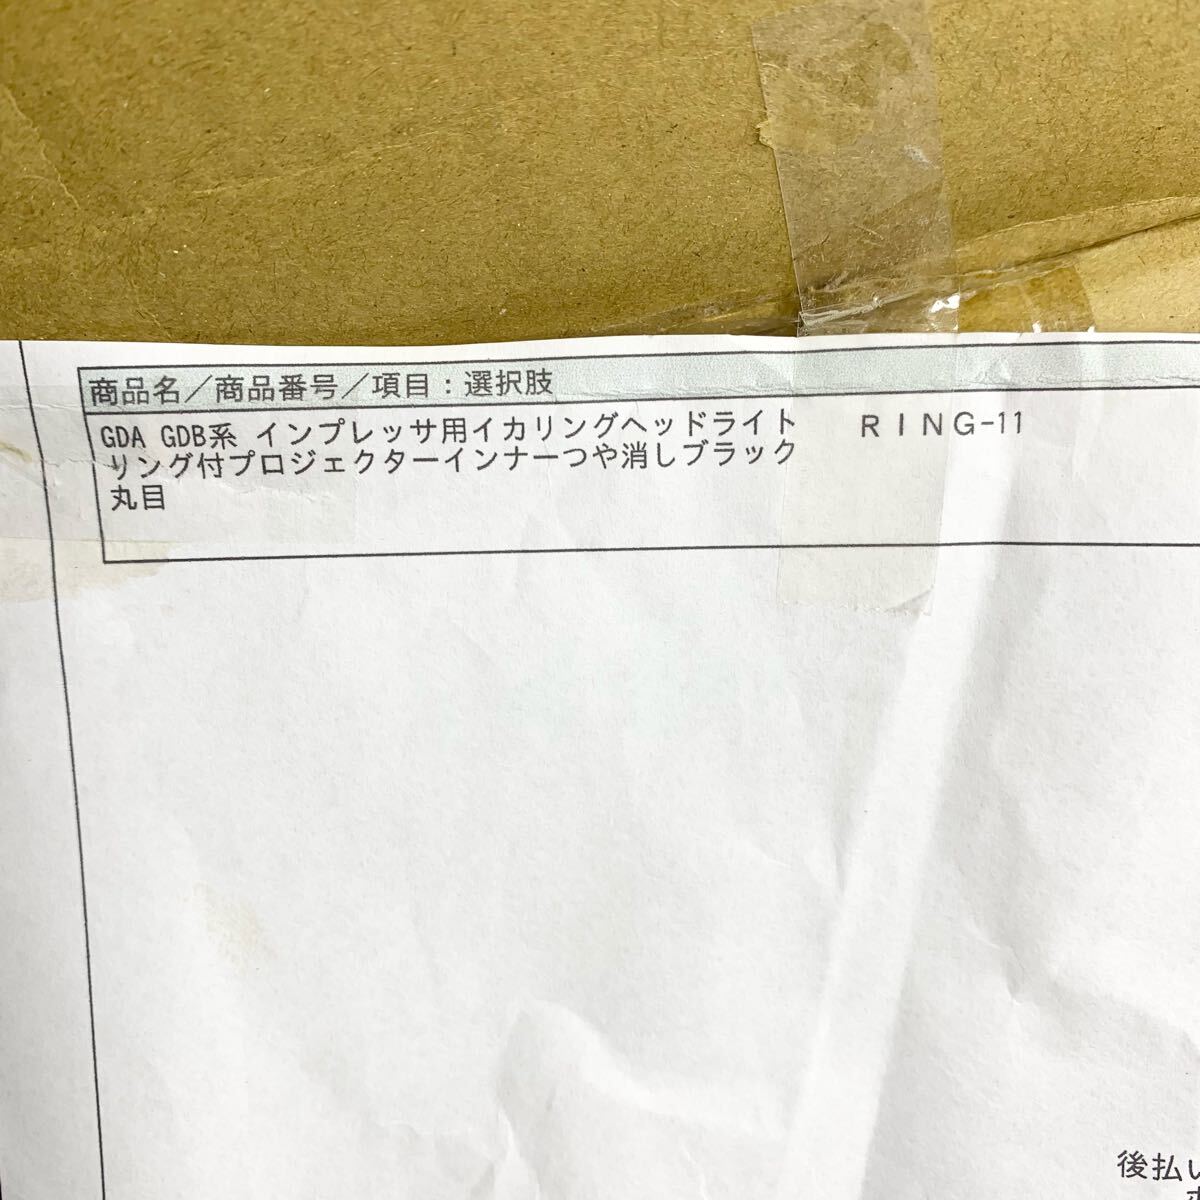 商品名／商品番号／項目：選択肢
GDA GDB系 インプレッサ用イカリングヘッドライト RING-11
リング付プロジェクターインナーつや消しブラック
丸目
後払い